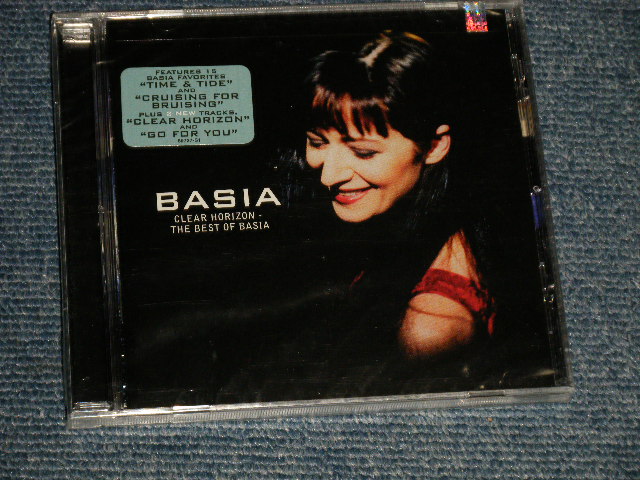 FEATURES 15
BASIA FAVORITES
"TIME & TIDE"
AND
"CRUISING FOR
BRUISING"
PLUS 2 NEW TRACKS,
"CLEAR HORIZON"
AND
"GO FOR YOU"
BASIA
CLEAR HORIZON -
THE BEST OF BASIA